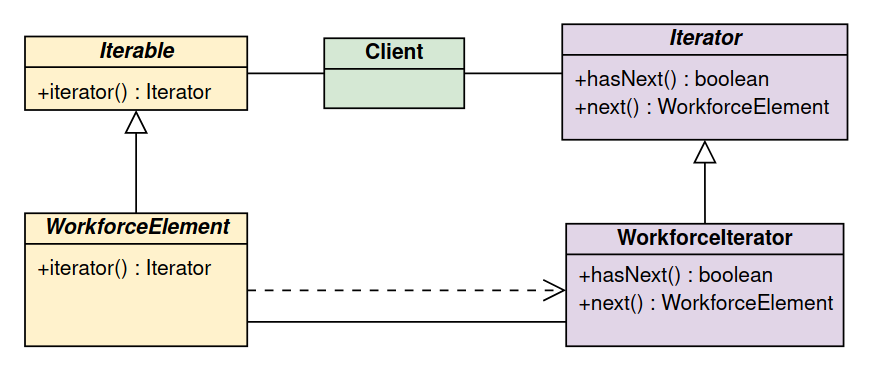 Iterable
+iterator() : Iterator
Client
Iterator
+hasNext() : boolean
+next() : WorkforceElement
WorkforceElement
+iterator() : Iterator
WorkforceIterator
+hasNext() : boolean
+next() : WorkforceElement